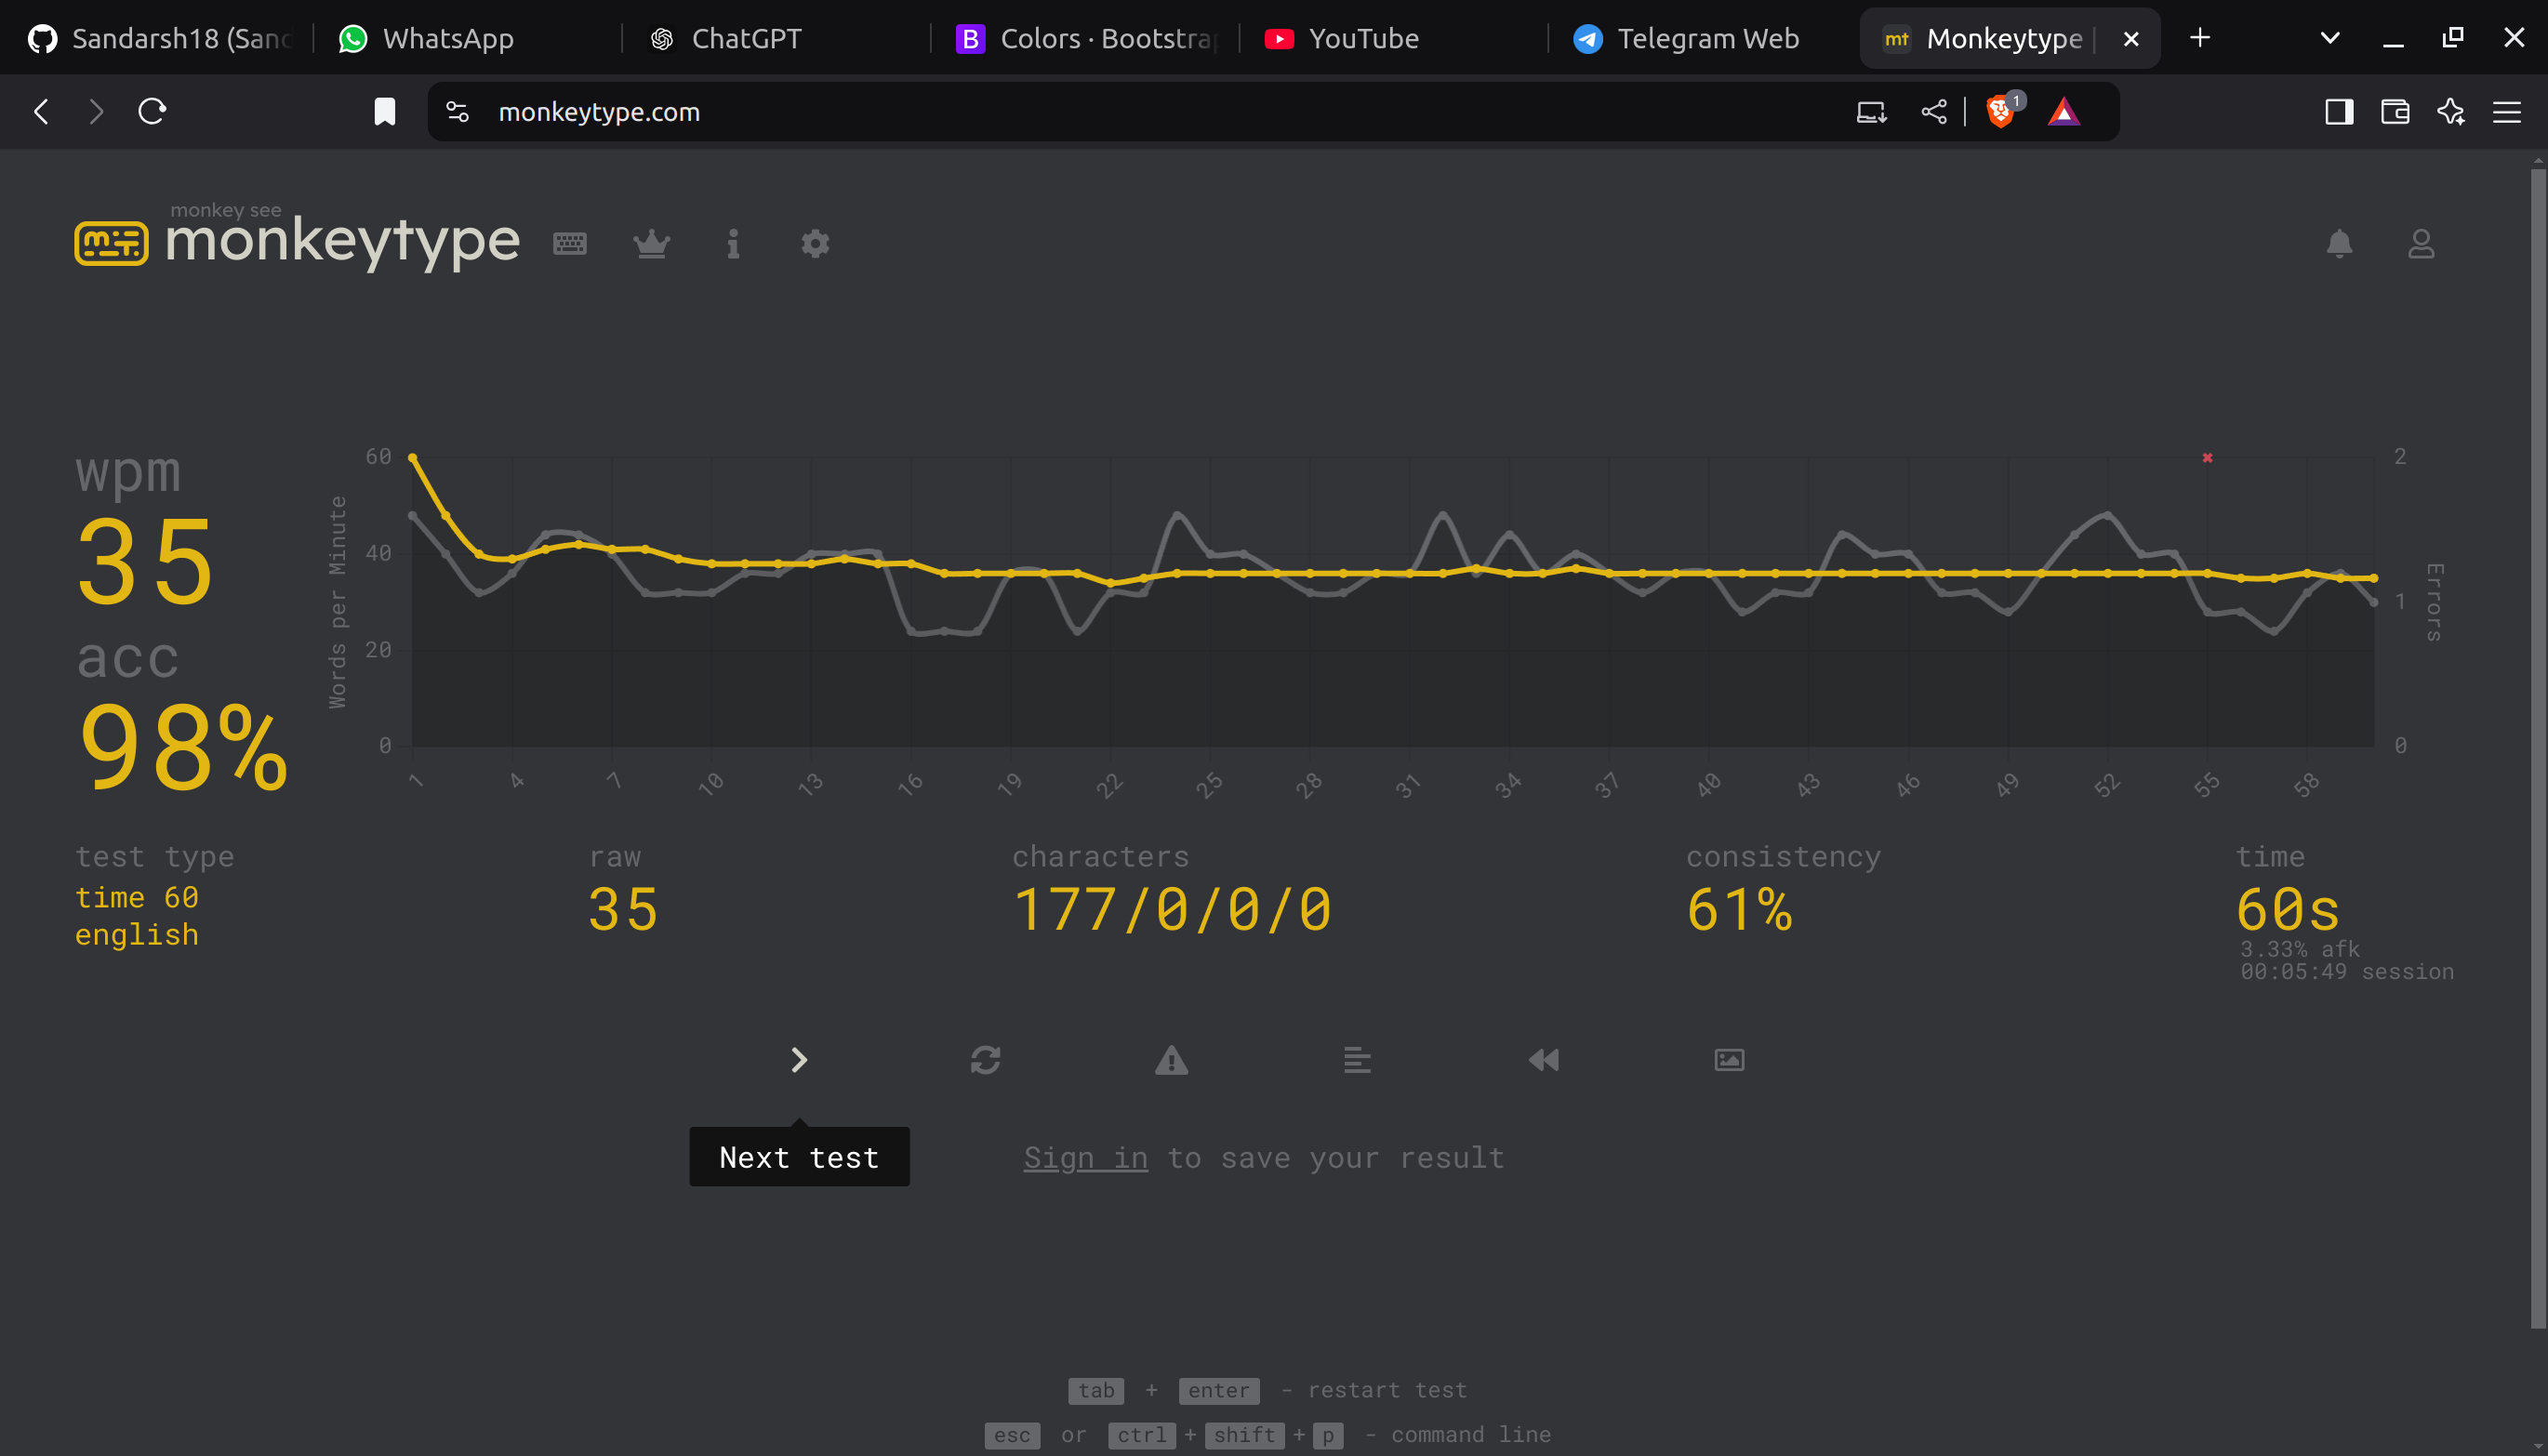 Sandarsh18 (Sand
WhatsApp
ChatGPT
B Colors · Bootstrap
YouTube
Telegram Web
mt Monkeytype |
monkeytype.com
1
monkey see
monkeytype
wpm
35
acc
98%
Words per Minute
60
40
20
0
2
1
0
Errors
1 4 7 10 13 16 19 22 25 28 31 34 37 40 43 46 49 52 55 58
test type
time 60
english
raw
35
characters
177/0/0/0
consistency
61%
time
60s
3.33% afk
00:05:49 session
Next test
Sign in to save your result
tab + enter - restart test
esc or ctrl + shift + p - command line